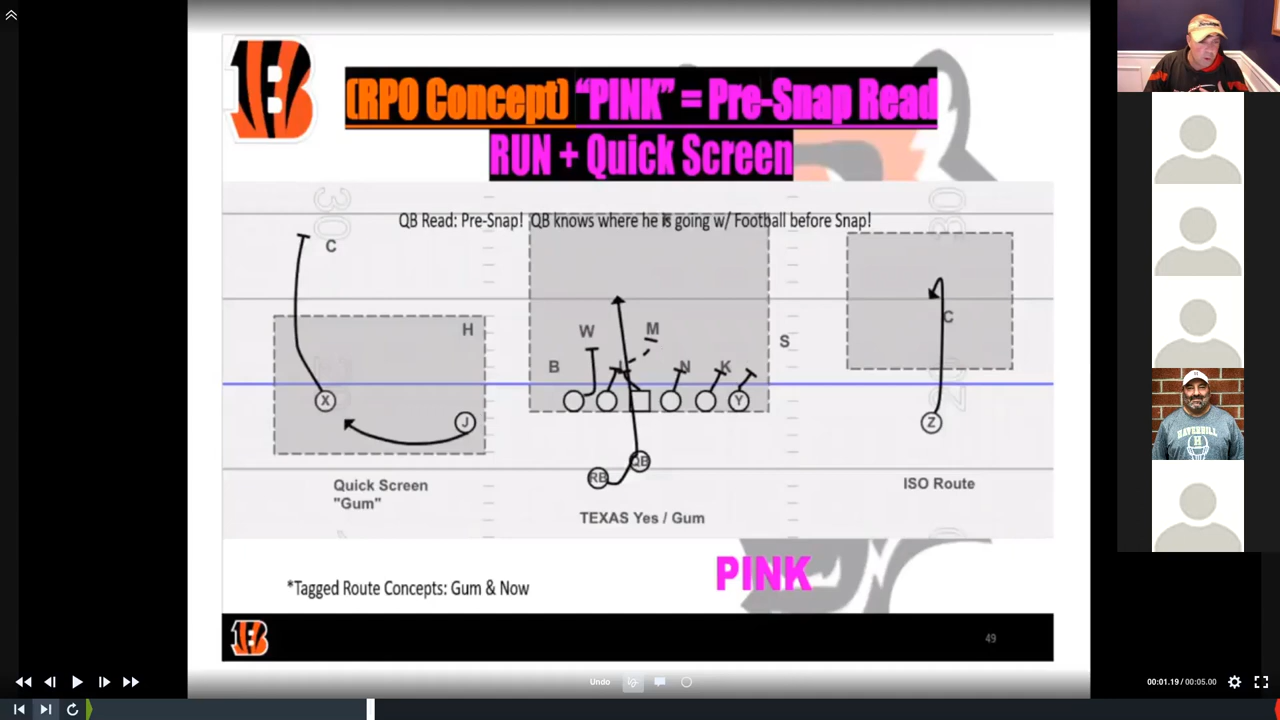 (RPO Concept) “PINK” = Pre-Snap Read
RUN + Quick Screen
QB Read: Pre-Snap! QB knows where he is going w/ Football before Snap!
C
H
W
M
S
B
N
K
C
X
J
Y
Z
QB
RB
Quick Screen
"Gum"
TEXAS Yes / Gum
ISO Route
*Tagged Route Concepts: Gum & Now
PINK
49
Undo
00:01.19 / 00:05.00
HAVERHILL
H